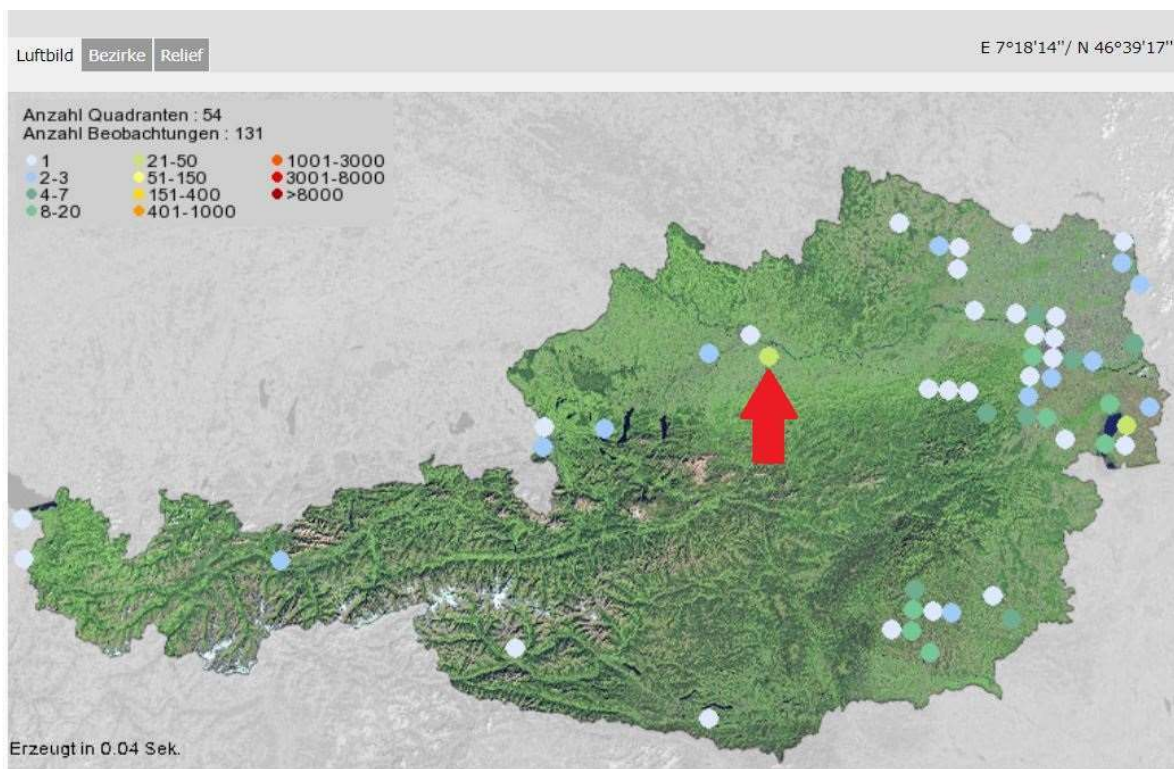 Luftbild Bezirke Relief
E 7°18'14"/ N 46°39'17"
Anzahl Quadranten : 54
Anzahl Beobachtungen : 131
1 21-50 1001-3000
2-3 51-150 3001-8000
4-7 151-400 >8000
8-20 401-1000
Erzeugt in 0.04 Sek.